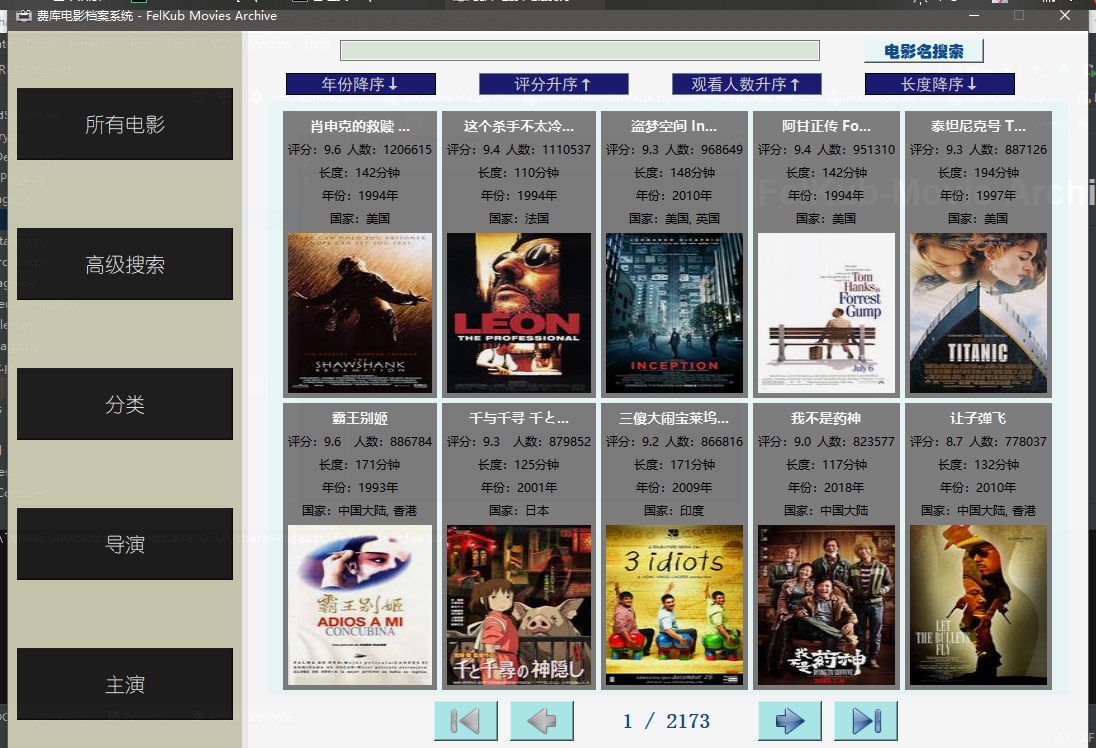 费库电影档案系统 - FelKub Movies Archive
电影名搜索
年份降序↓ 评分升序↑ 观看人数升序↑ 长度降序↓
所有电影
高级搜索
分类
导演
主演
肖申克的救赎 ...
评分：9.6 人数：1206615
长度：142分钟
年份：1994年
国家：美国
SHAWSHANK
REDEMPTION
这个杀手不太冷...
评分：9.4 人数：1110537
长度：110分钟
年份：1994年
国家：法国
LEON
THE PROFESSIONAL
盗梦空间 In...
评分：9.3 人数：968649
长度：148分钟
年份：2010年
国家：美国, 英国
LEONARDO DICAPRIO
INCEPTION
阿甘正传 Fo...
评分：9.4 人数：951310
长度：142分钟
年份：1994年
国家：美国
Tom
Hanks is
Forrest
Gump
July 6
泰坦尼克号 T...
评分：9.3 人数：887126
长度：194分钟
年份：1997年
国家：美国
TITANIC
霸王别姬
评分：9.6 人数：886784
长度：171分钟
年份：1993年
国家：中国大陆, 香港
霸王别姬
ADIOS A MI
CONCUBINA
千与千寻 千と...
评分：9.3 人数：879852
长度：125分钟
年份：2001年
国家：日本
千と千尋の神隠し
三傻大闹宝莱坞...
评分：9.2 人数：866816
长度：171分钟
年份：2009年
国家：印度
3 idiots
december 25
我不是药神
评分：9.0 人数：823577
长度：117分钟
年份：2018年
国家：中国大陆
我不是药神
DYING TO SURVIVE
让子弹飞
评分：8.7 人数：778037
长度：132分钟
年份：2010年
国家：中国大陆, 香港
LET
THE BULLETS
FLY
1 / 2173